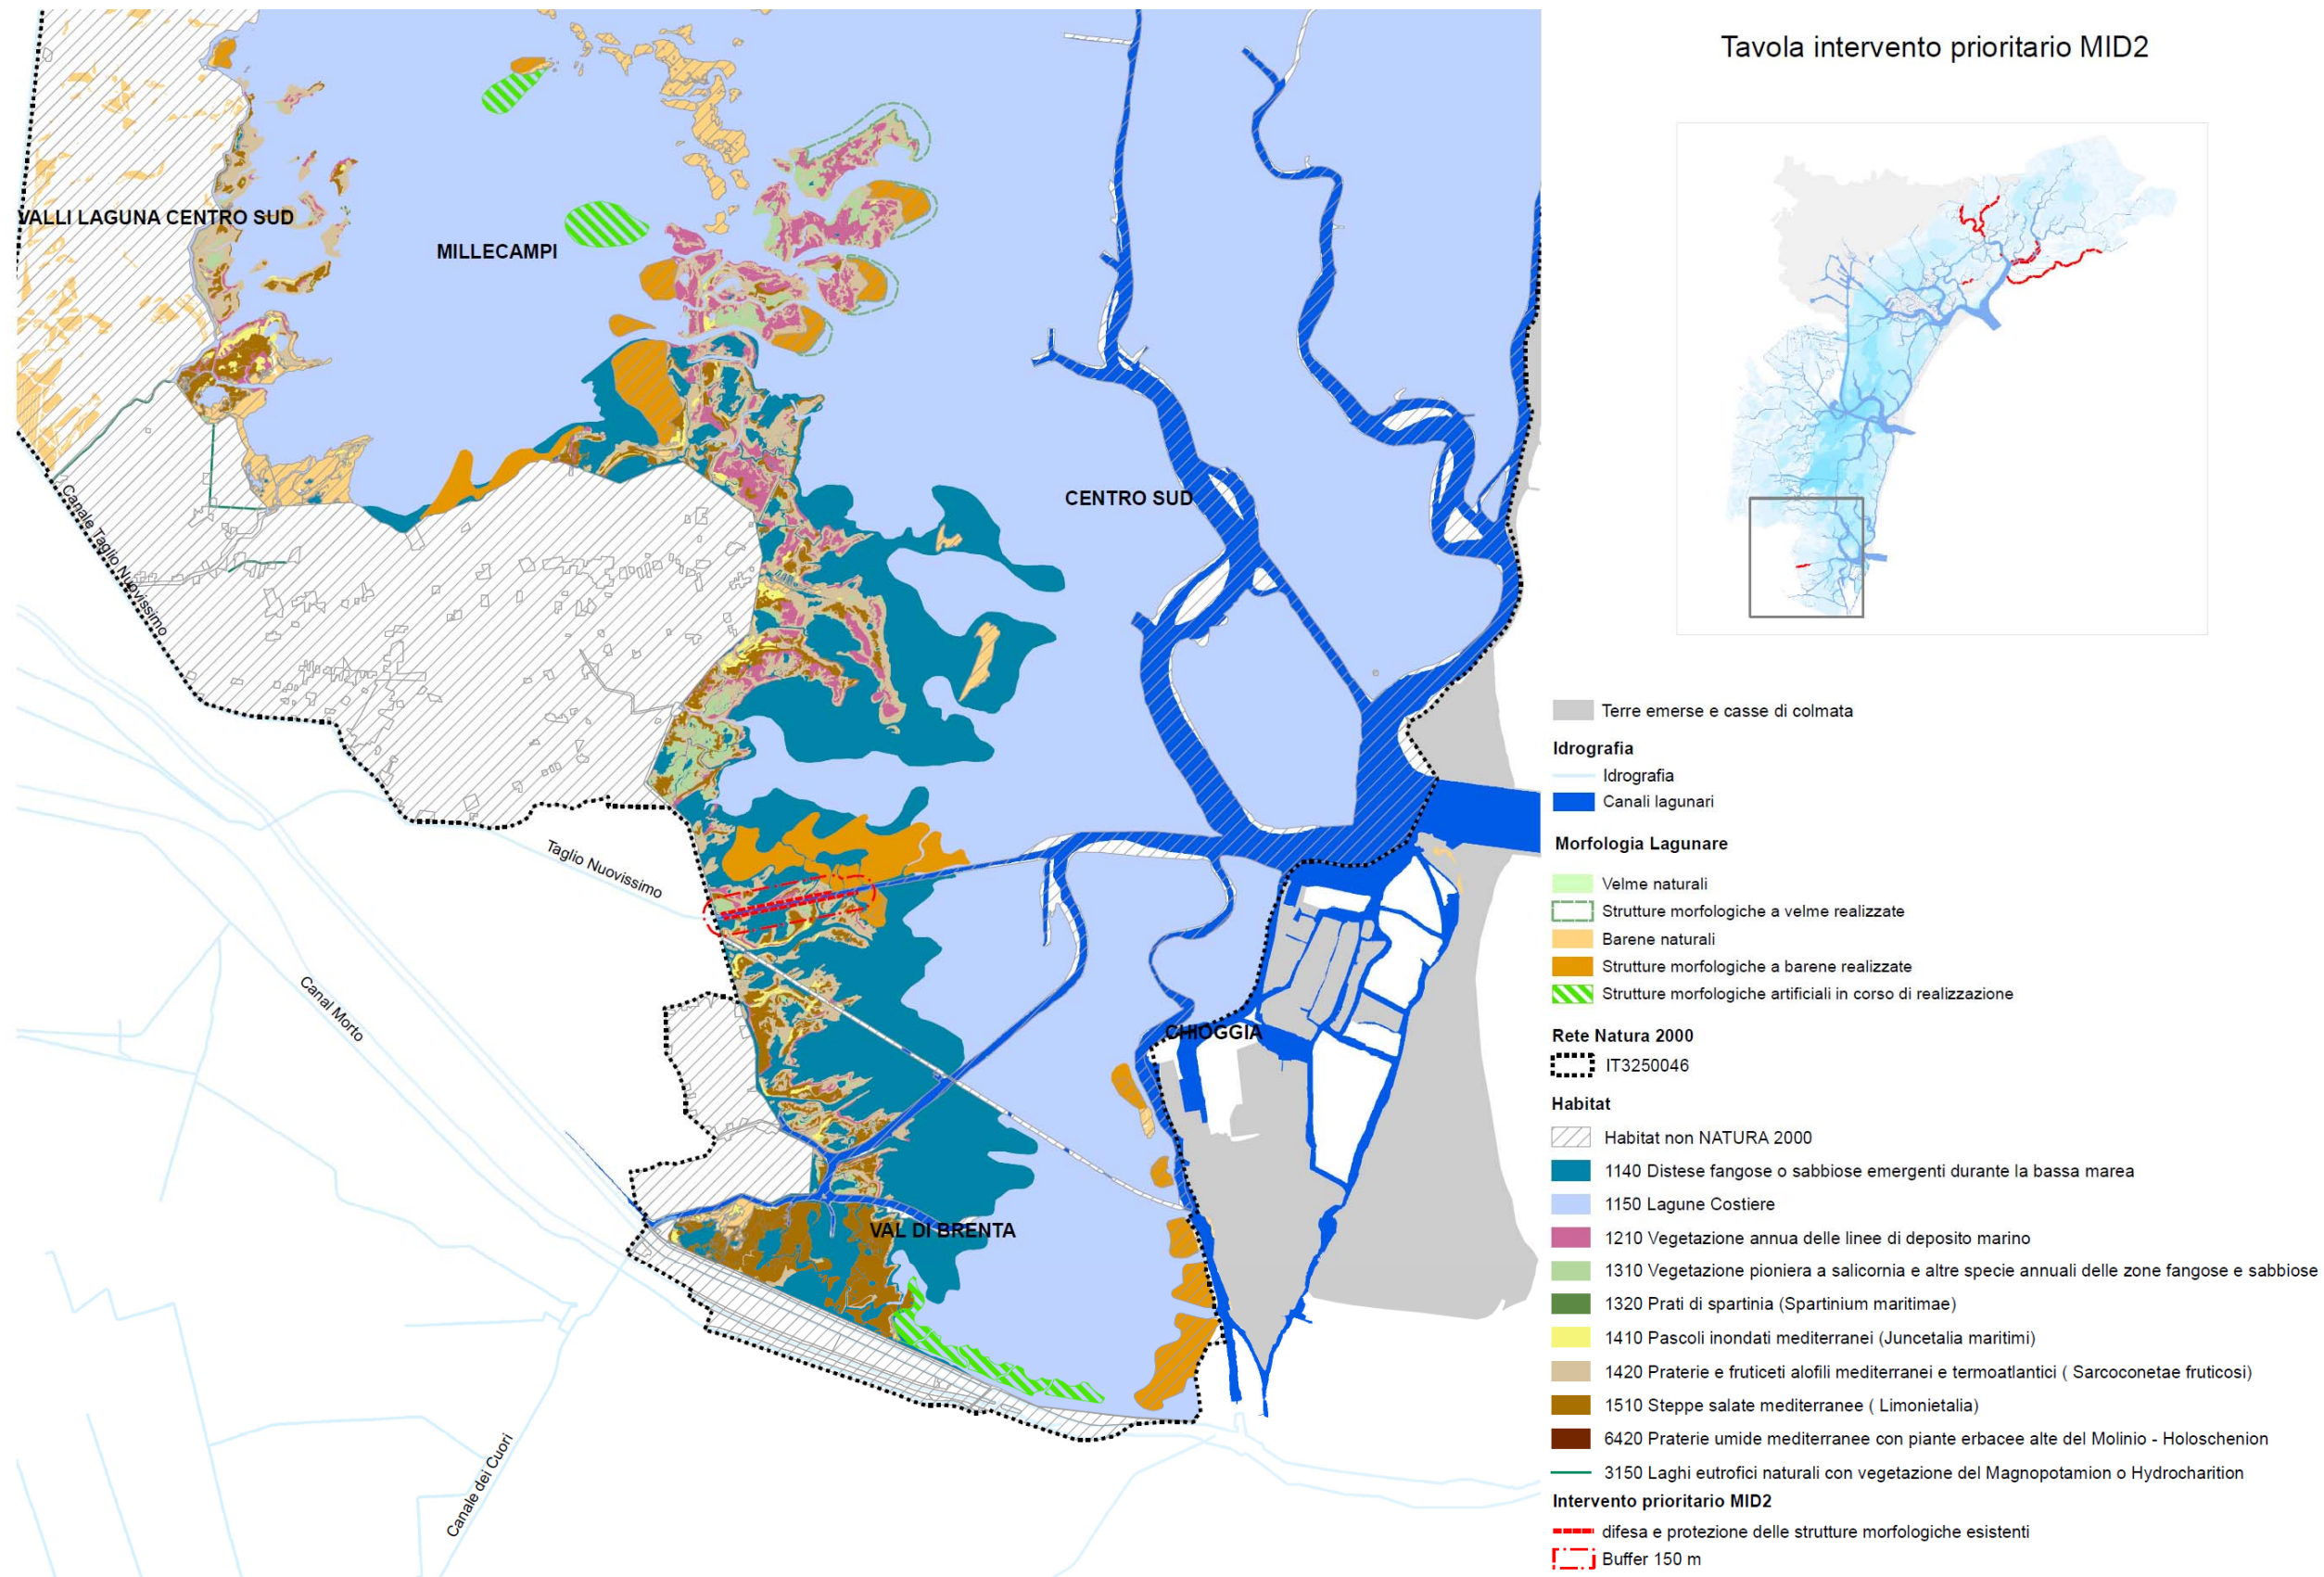 Tavola intervento prioritario MID2
VALLI LAGUNA CENTRO SUD
MILLECAMPI
CENTRO SUD
Canale Taglio Nuovissimo
Taglio Nuovissimo
Canal Morto
CHIOGGIA
VAL DI BRENTA
Canale dei Cuori
Terre emerse e casse di colmata
Idrografia
Idrografia
Canali lagunari
Morfologia Lagunare
Velme naturali
Strutture morfologiche a velme realizzate
Barene naturali
Strutture morfologiche a barene realizzate
Strutture morfologiche artificiali in corso di realizzazione
Rete Natura 2000
IT3250046
Habitat
Habitat non NATURA 2000
1140 Distese fangose o sabbiose emergenti durante la bassa marea
1150 Lagune Costiere
1210 Vegetazione annua delle linee di deposito marino
1310 Vegetazione pioniera a salicornia e altre specie annuali delle zone fangose e sabbiose
1320 Prati di spartinia (Spartinium maritimae)
1410 Pascoli inondati mediterranei (Juncetalia maritimi)
1420 Praterie e fruticeti alofili mediterranei e termoatlantici ( Sarcoconetae fruticosi)
1510 Steppe salate mediterranee ( Limonietalia)
6420 Praterie umide mediterranee con piante erbacee alte del Molinio - Holoschenion
3150 Laghi eutrofici naturali con vegetazione del Magnopotamion o Hydrocharition
Intervento prioritario MID2
difesa e protezione delle strutture morfologiche esistenti
Buffer 150 m